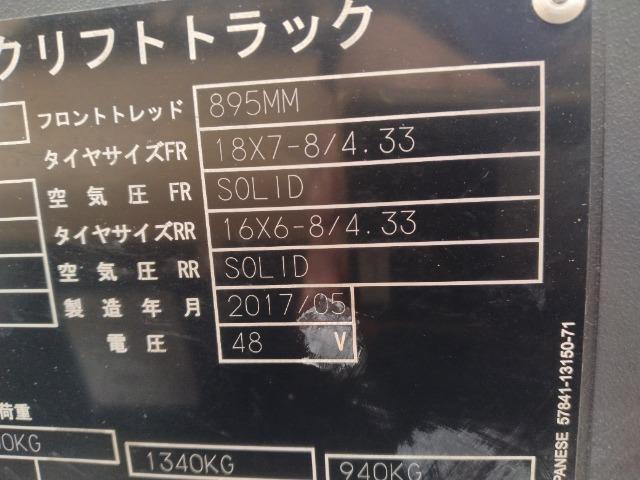 クリフトトラック
フロントトレッド 895MM
タイヤサイズFR 18X7-8/4.33
空気圧 FR SOLID
タイヤサイズRR 16X6-8/4.33
空気圧 RR SOLID
製造年月 2017/05
電圧 48 V
荷重
0KG 1340KG 940KG
57841-13150-71